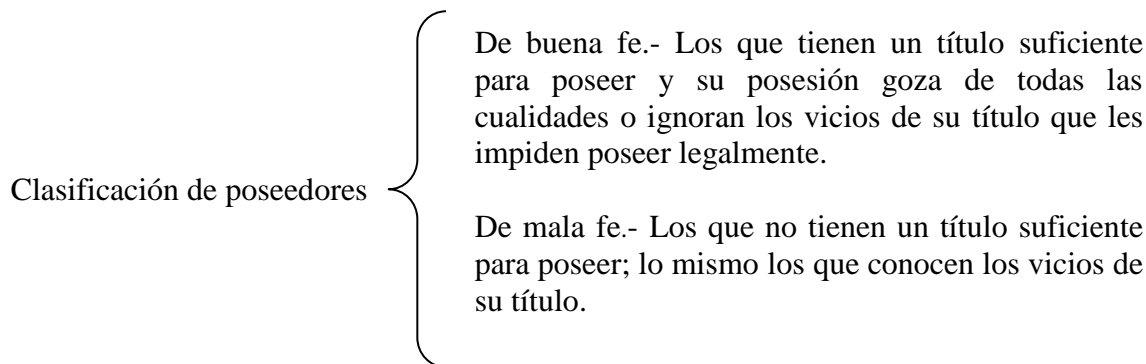 De buena fe.- Los que tienen un título suficiente
para poseer y su posesión goza de todas las
cualidades o ignoran los vicios de su título que les
impiden poseer legalmente.
Clasificación de poseedores
De mala fe.- Los que no tienen un título suficiente
para poseer; lo mismo los que conocen los vicios de
su título.